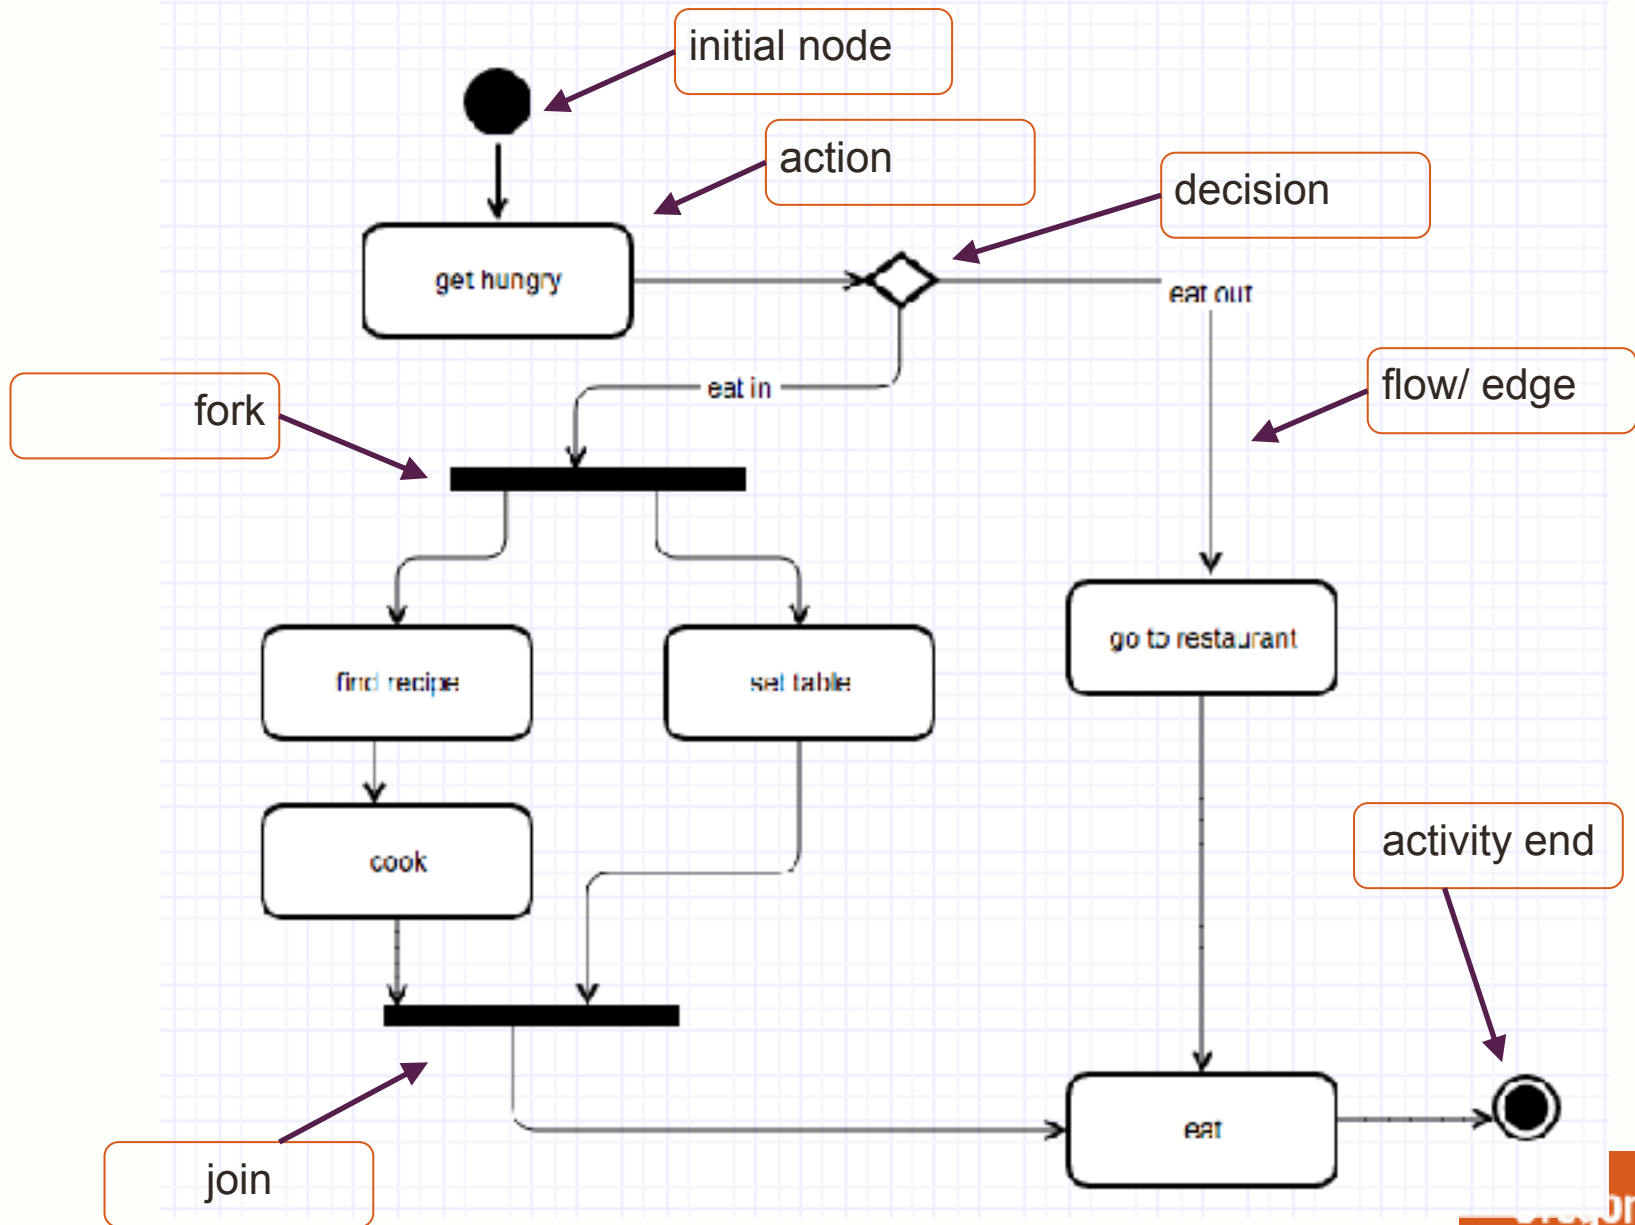 initial node
action
decision
get hungry
eat out
eat in
flow/ edge
fork
go to restaurant
find recipe
set table
activity end
cook
eat
join